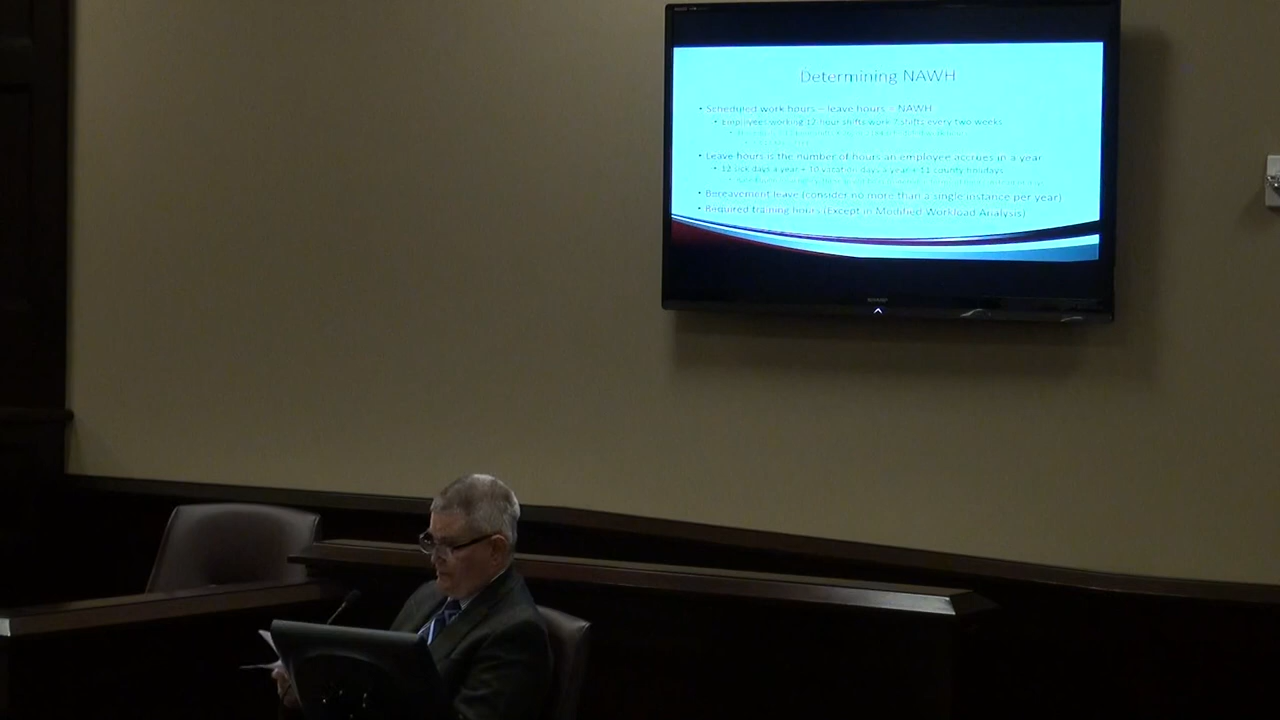 Determining NAWH
• Scheduled work hours – leave hours = NAWH
• Employees working 12 hour shifts work 7 shifts every two weeks
• Leave hours is the number of hours an employee accrues in a year
• 12 sick days a year + 10 vacation days a year + 11 county holidays
• Bereavement leave (consider no more than a single instance per year)
• Required training hours (Except in Modified Workload Analysis)
SHARP